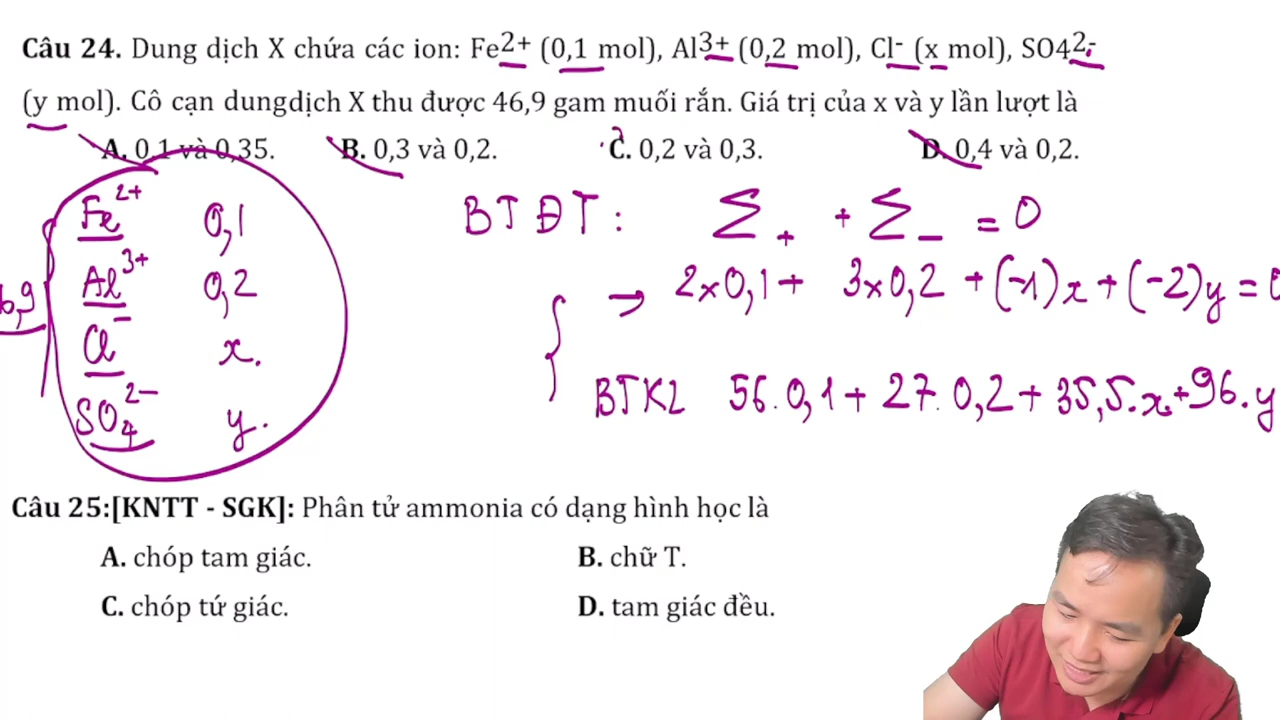 Câu 24. Dung dịch X chứa các ion: Fe2+ (0,1 mol), Al3+ (0,2 mol), Cl- (x mol), SO42-
(y mol). Cô cạn dungdịch X thu được 46,9 gam muối rắn. Giá trị của x và y lần lượt là
A. 0,1 và 0,35. B. 0,3 và 0,2. C. 0,2 và 0,3. D. 0,4 và 0,2.
Fe2+ 0,1
Al3+ 0,2
6,9
Cl- x.
SO42- y.
BTĐT: Σ+ + Σ- = 0
→ 2x0,1 + 3x0,2 + (-1)x + (-2)y = 0
BTKL 56.0,1 + 27.0,2 + 35,5.x + 96.y
Câu 25:[KNTT - SGK]: Phân tử ammonia có dạng hình học là
A. chóp tam giác. B. chữ T.
C. chóp tứ giác. D. tam giác đều.